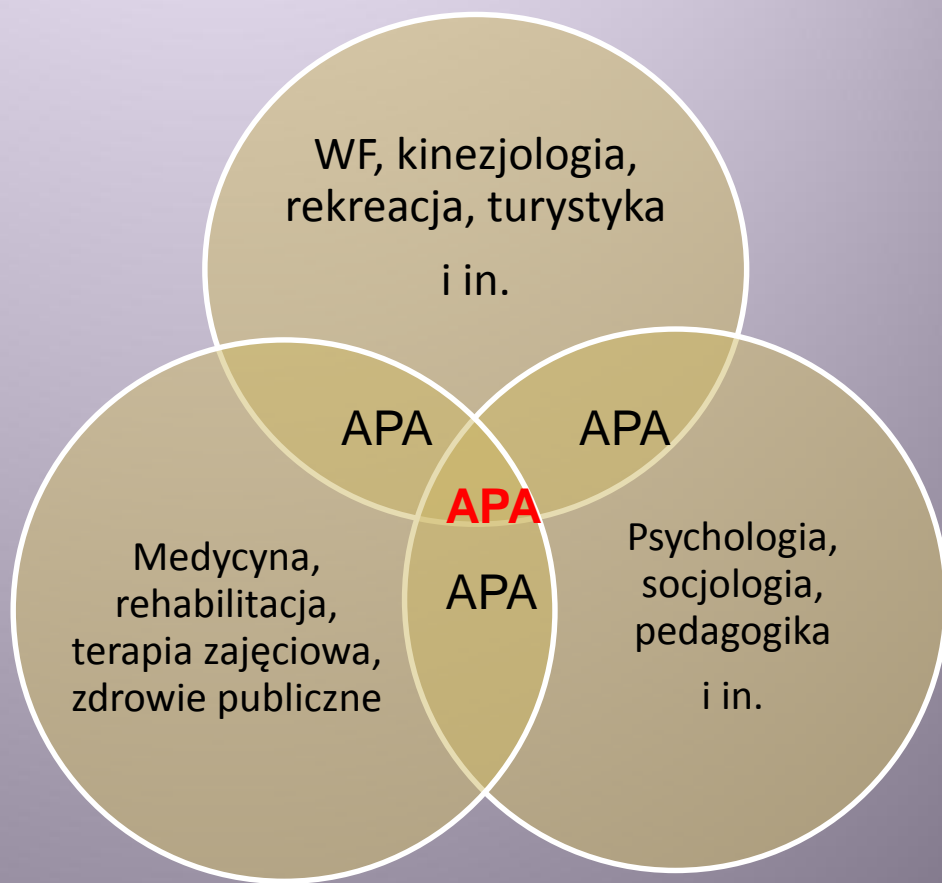 WF, kinezjologia,
rekreacja, turystyka
i in.
APA
APA
APA
APA
Medycyna,
rehabilitacja,
terapia zajęciowa,
zdrowie publiczne
Psychologia,
socjologia,
pedagogika
i in.